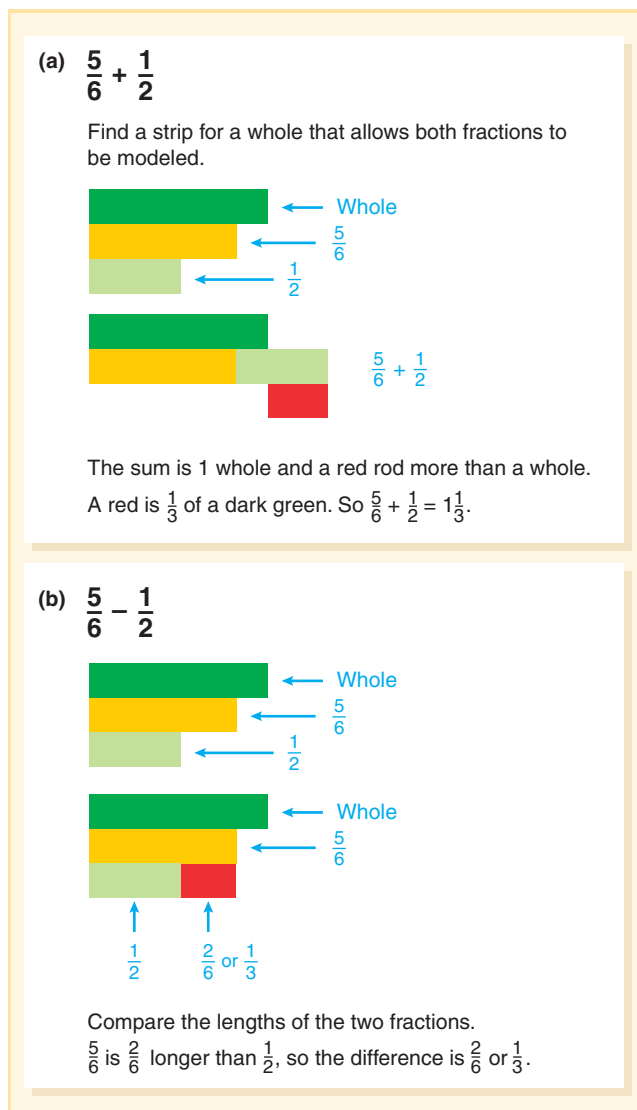 (a) 5/6 + 1/2
Find a strip for a whole that allows both fractions to
be modeled.
Whole
5/6
1/2
5/6 + 1/2
The sum is 1 whole and a red rod more than a whole.
A red is 1/3 of a dark green. So 5/6 + 1/2 = 1 1/3.
(b) 5/6 – 1/2
Whole
5/6
1/2
Whole
5/6
1/2 2/6 or 1/3
Compare the lengths of the two fractions.
5/6 is 2/6 longer than 1/2, so the difference is 2/6 or 1/3.